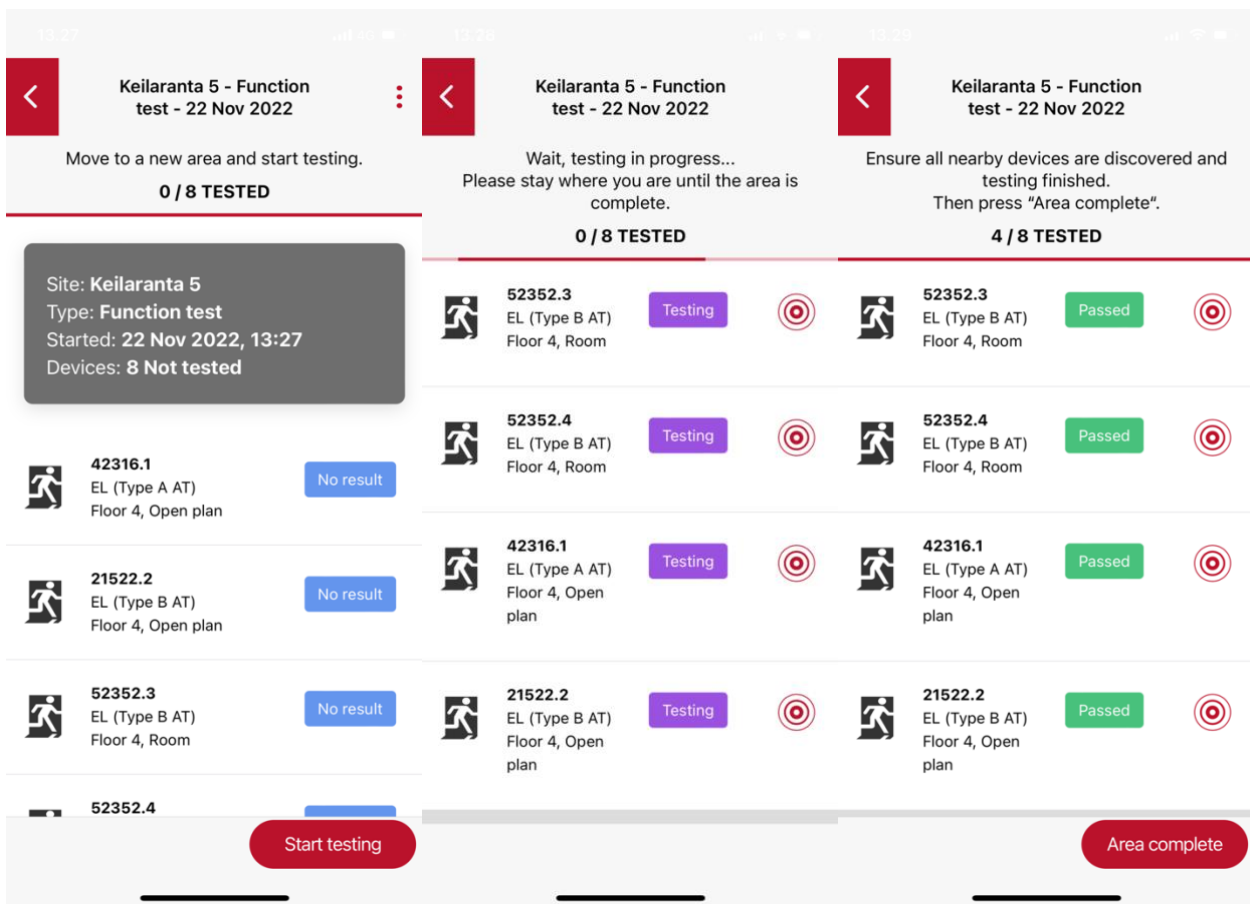 13:27
4G
Keilaranta 5 - Function
test - 22 Nov 2022
Move to a new area and start testing.
0 / 8 TESTED
Site: Keilaranta 5
Type: Function test
Started: 22 Nov 2022, 13:27
Devices: 8 Not tested
42316.1
EL (Type A AT)
Floor 4, Open plan
No result
21522.2
EL (Type B AT)
Floor 4, Open plan
No result
52352.3
EL (Type B AT)
Floor 4, Room
No result
52352.4
Start testing
13:28
Keilaranta 5 - Function
test - 22 Nov 2022
Wait, testing in progress...
Please stay where you are until the area is
complete.
0 / 8 TESTED
52352.3
EL (Type B AT)
Floor 4, Room
Testing
52352.4
EL (Type B AT)
Floor 4, Room
Testing
42316.1
EL (Type A AT)
Floor 4, Open
plan
Testing
21522.2
EL (Type B AT)
Floor 4, Open
plan
Testing
13:29
Keilaranta 5 - Function
test - 22 Nov 2022
Ensure all nearby devices are discovered and
testing finished.
Then press “Area complete“.
4 / 8 TESTED
52352.3
EL (Type B AT)
Floor 4, Room
Passed
52352.4
EL (Type B AT)
Floor 4, Room
Passed
42316.1
EL (Type A AT)
Floor 4, Open
plan
Passed
21522.2
EL (Type B AT)
Floor 4, Open
plan
Passed
Area complete